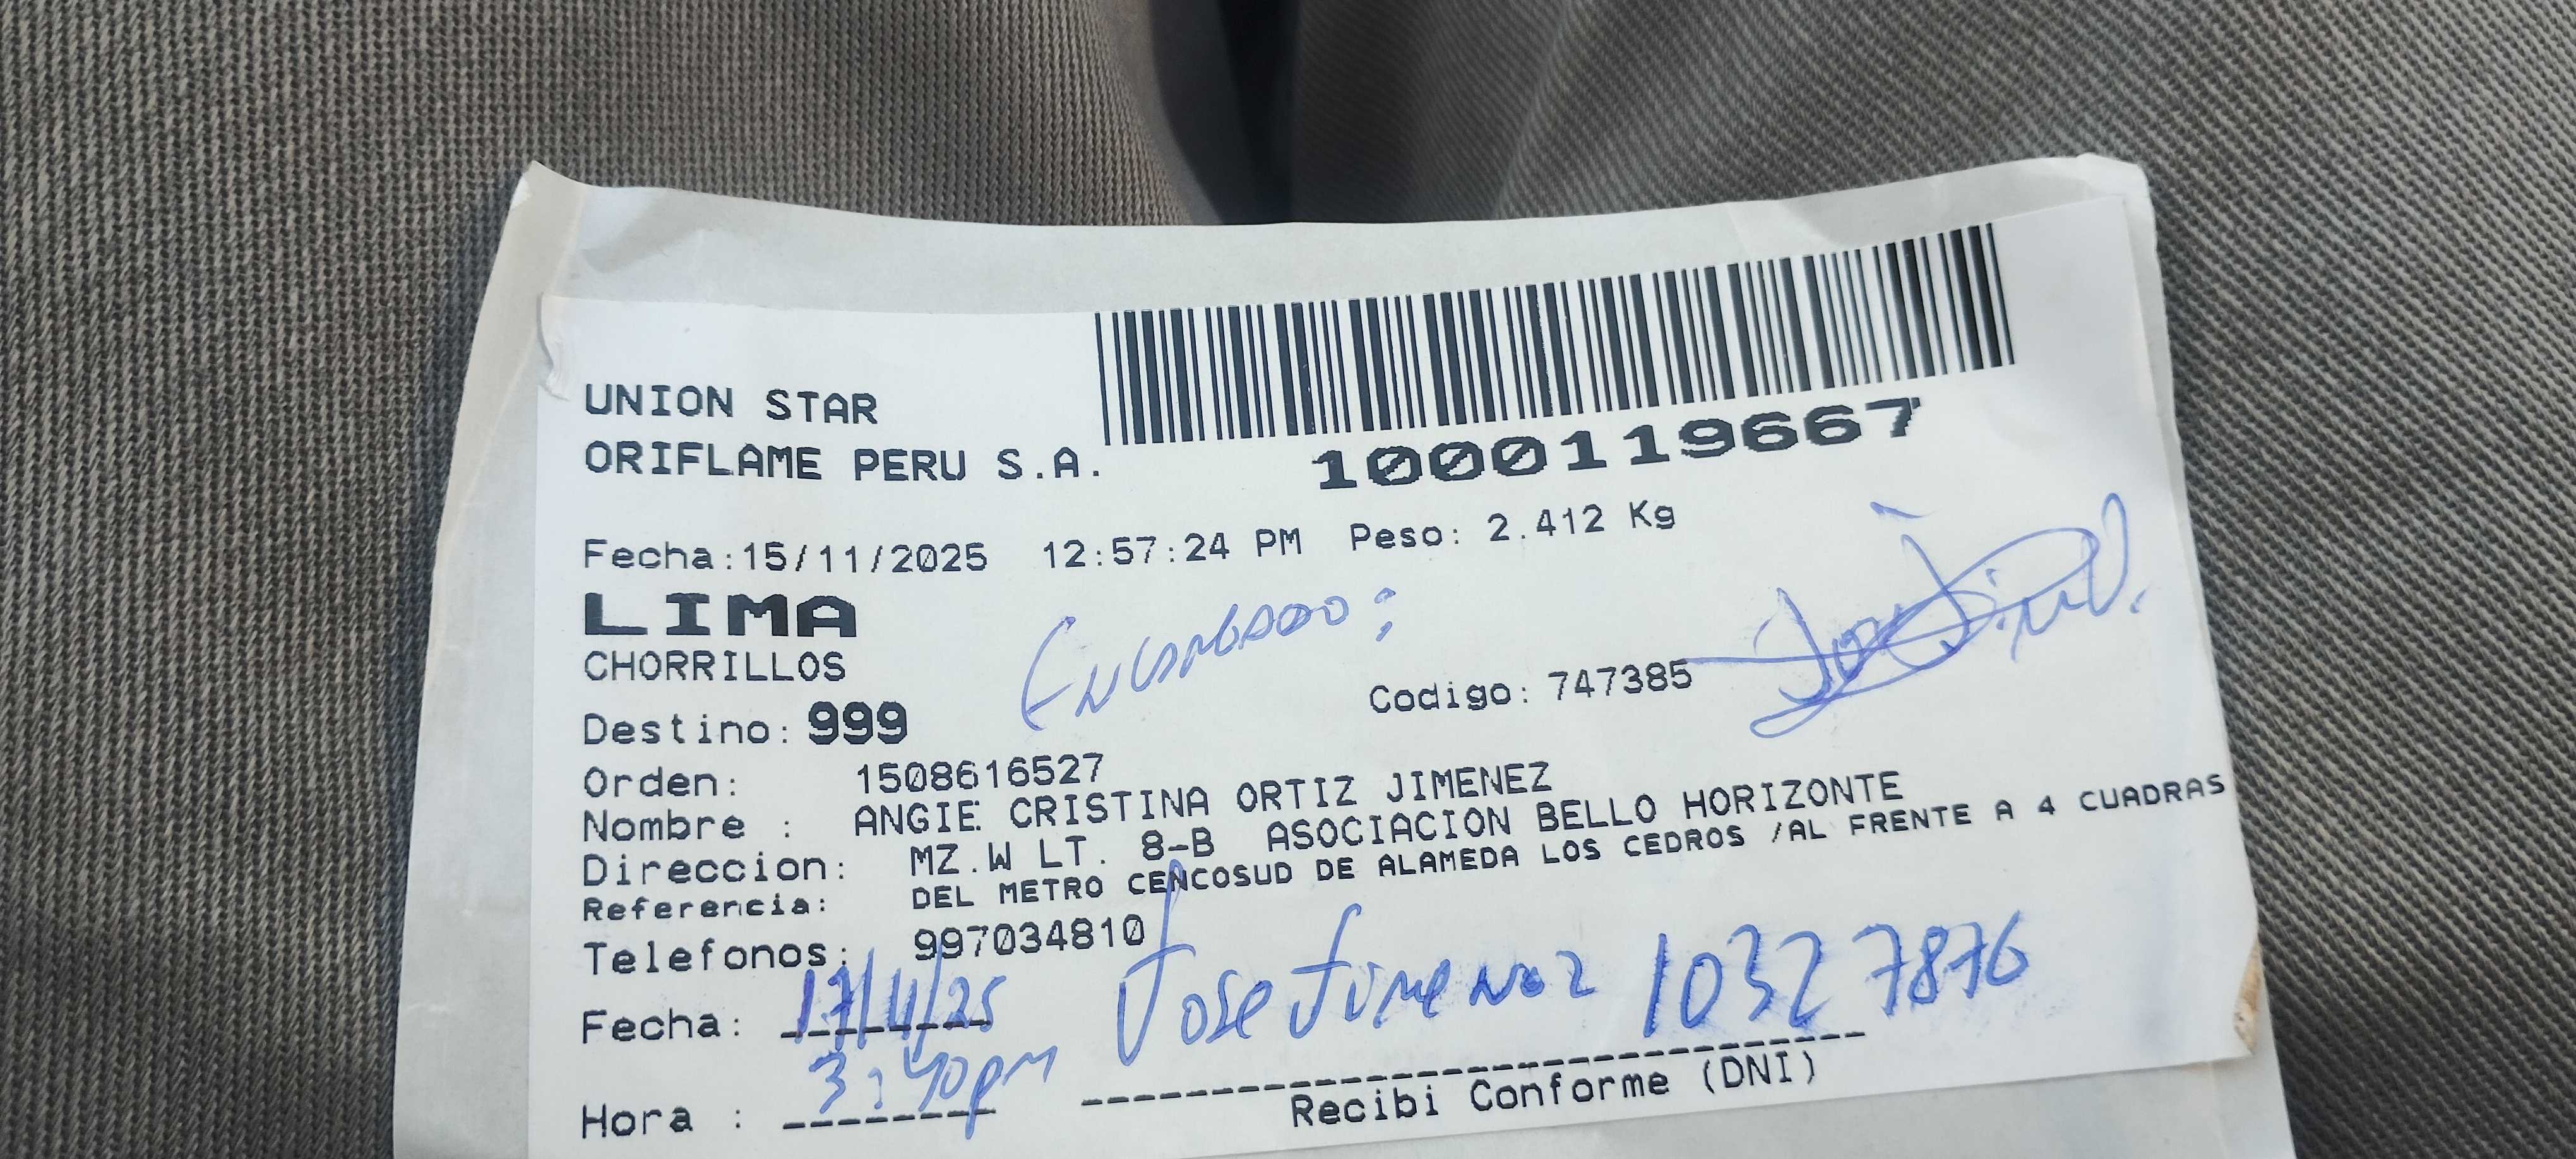 UNION STAR
ORIFLAME PERU S.A.
1000119667
Fecha:15/11/2025 12:57:24 PM Peso: 2.412 Kg
LIMA
CHORRILLOS
Encargado:
Destino: 999
Codigo: 747385
Orden: 1508616527
Nombre : ANGIE CRISTINA ORTIZ JIMENEZ
Direccion: MZ.W LT. 8-B ASOCIACION BELLO HORIZONTE
Referencia: DEL METRO CENCOSUD DE ALAMEDA LOS CEDROS /AL FRENTE A 4 CUADRAS
Telefonos: 997034810
Fecha: 17/11/25 Jose Jimenez 10327876
Hora : 3:40pm
Recibi Conforme (DNI)